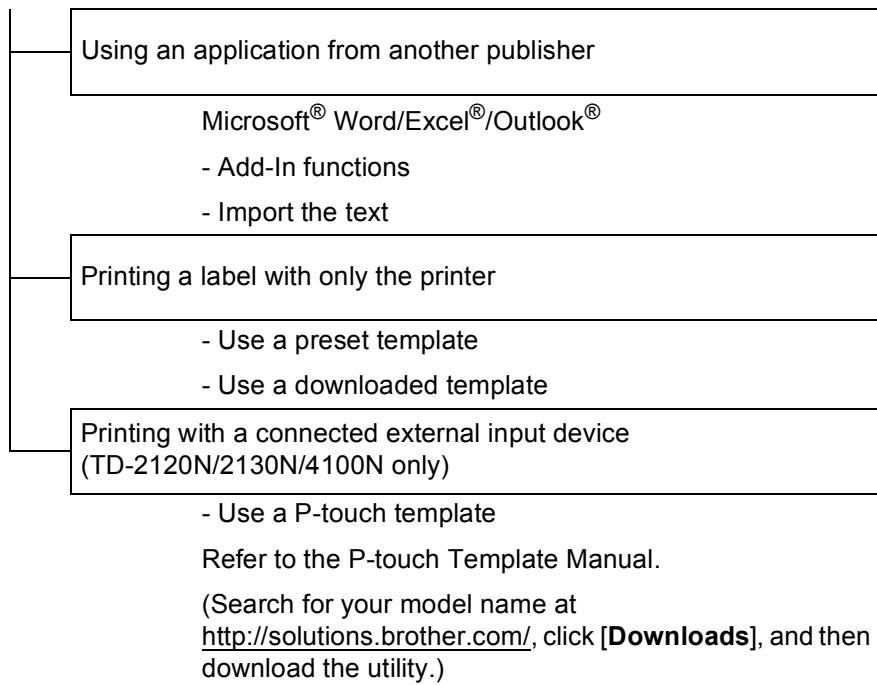 Using an application from another publisher
Microsoft® Word/Excel®/Outlook®
- Add-In functions
- Import the text
Printing a label with only the printer
- Use a preset template
- Use a downloaded template
Printing with a connected external input device
(TD-2120N/2130N/4100N only)
- Use a P-touch template
Refer to the P-touch Template Manual.
(Search for your model name at
http://solutions.brother.com/, click [Downloads], and then
download the utility.)